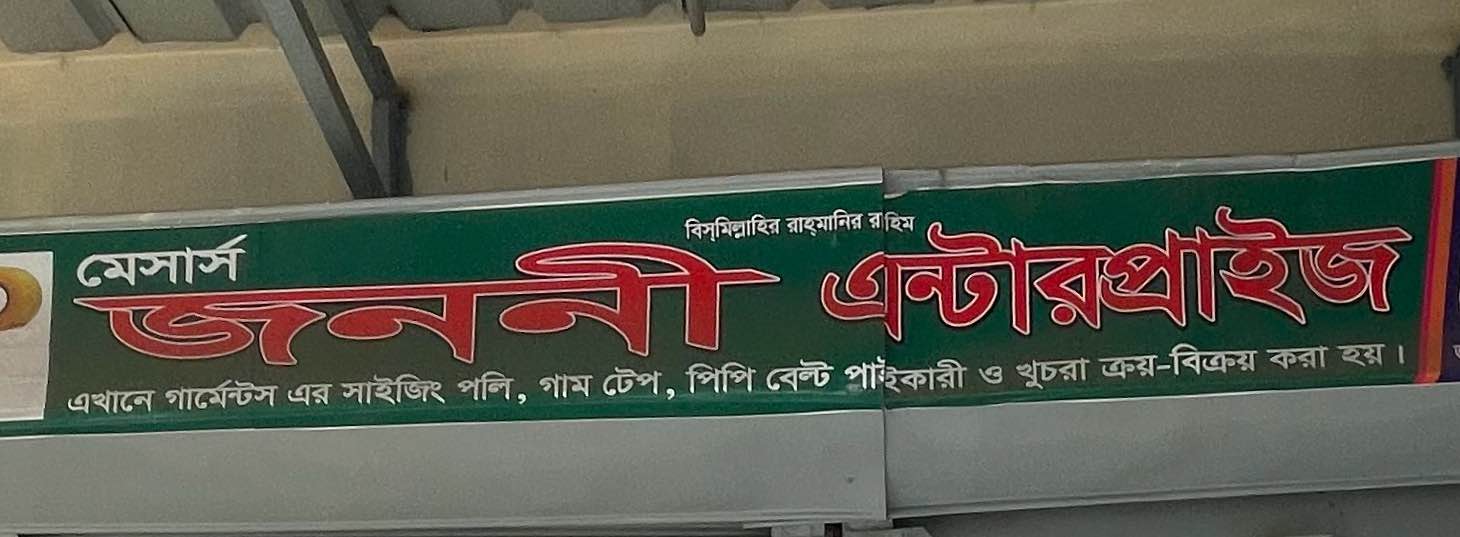 বিস্‌মিল্লাহির রাহ্‌মানির রাহিম
মেসার্স
জননী এন্টারপ্রাইজ
এখানে গার্মেন্টস এর সাইজিং পলি, গাম টেপ, পিপি বেল্ট পাইকারী ও খুচরা ক্রয়-বিক্রয় করা হয়।